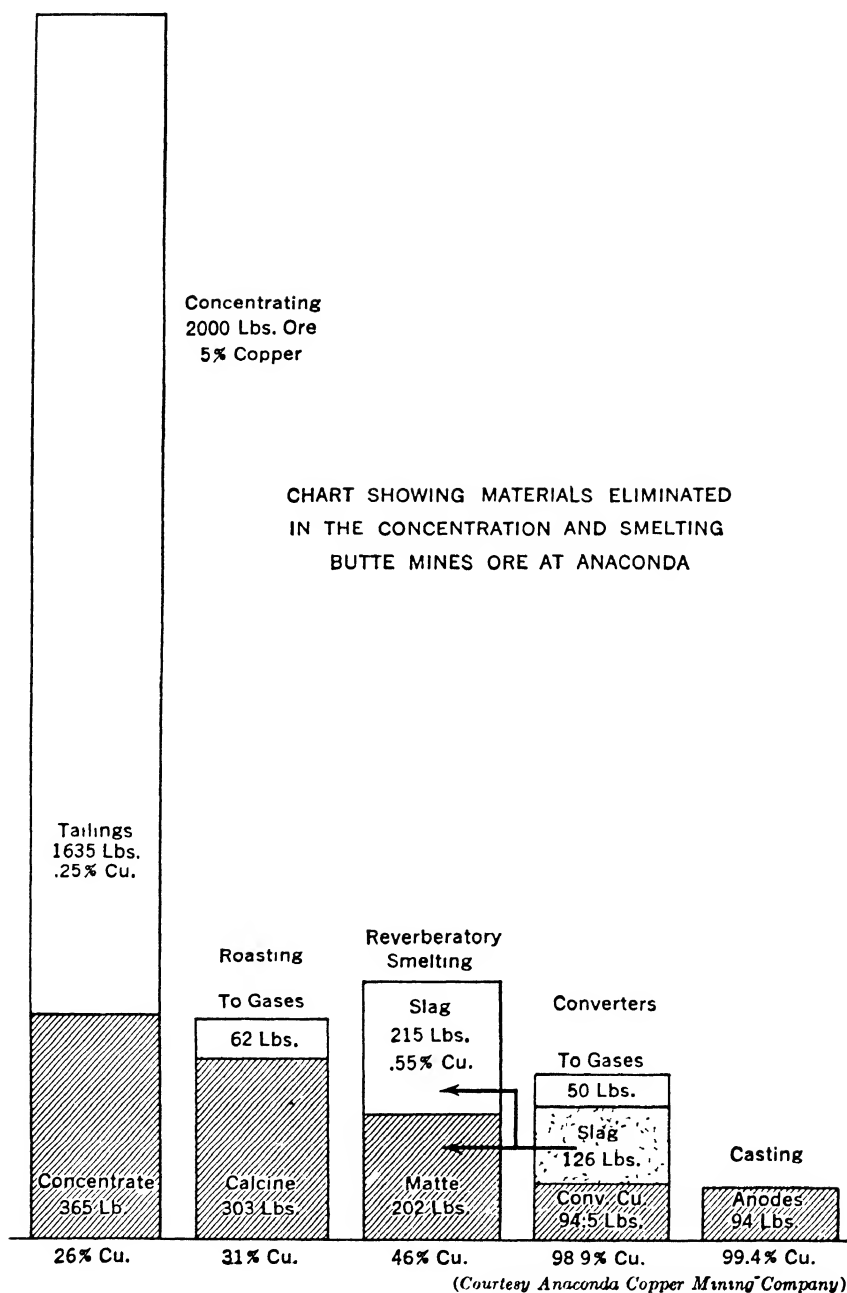 Concentrating
2000 Lbs. Ore
5% Copper
CHART SHOWING MATERIALS ELIMINATED
IN THE CONCENTRATION AND SMELTING
BUTTE MINES ORE AT ANACONDA
Tailings
1635 Lbs.
.25% Cu.
Concentrate
365 Lb.
26% Cu.
Roasting
To Gases
62 Lbs.
Calcine
303 Lbs.
31% Cu.
Reverberatory
Smelting
Slag
215 Lbs.
.55% Cu.
Matte
202 Lbs.
46% Cu.
Converters
To Gases
50 Lbs.
Slag
126 Lbs.
Conv. Cu.
94.5 Lbs.
98 9% Cu.
Casting
Anodes
94 Lbs.
99.4% Cu.
(Courtesy Anaconda Copper Mining Company)